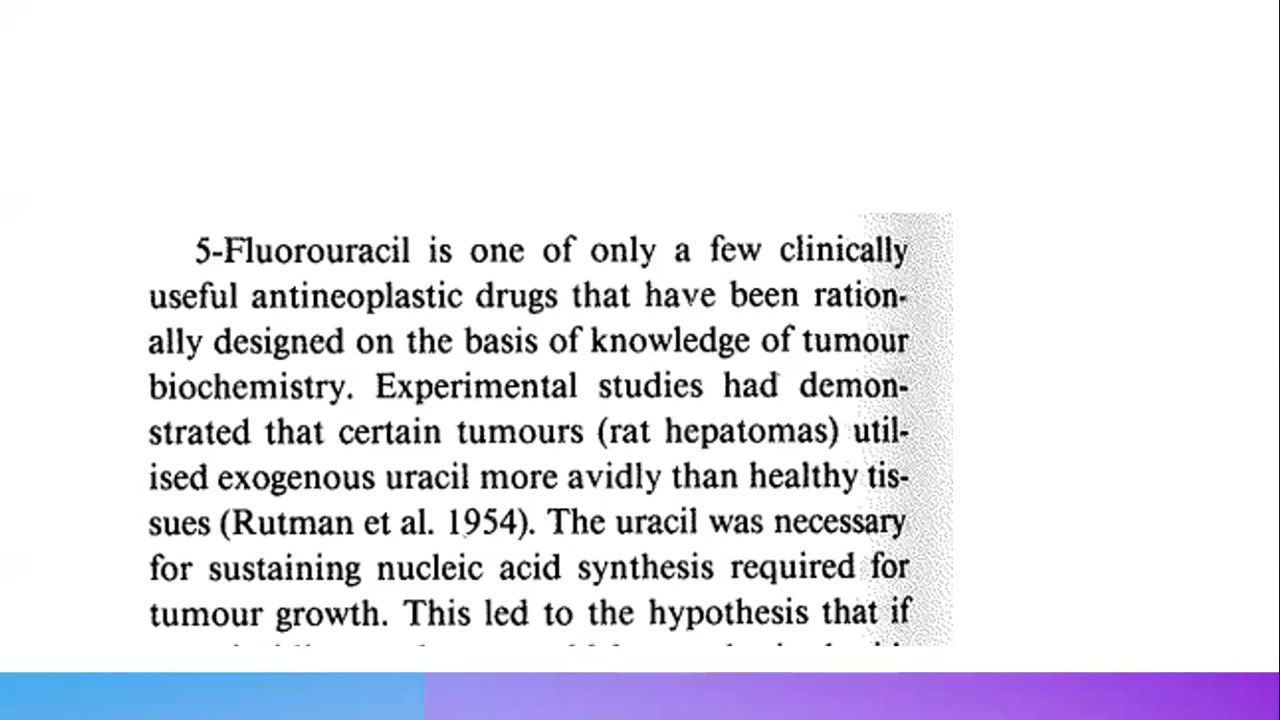 5-Fluorouracil is one of only a few clinically
useful antineoplastic drugs that have been ration-
ally designed on the basis of knowledge of tumour
biochemistry. Experimental studies had demon-
strated that certain tumours (rat hepatomas) util-
ised exogenous uracil more avidly than healthy tis-
sues (Rutman et al. 1954). The uracil was necessary
for sustaining nucleic acid synthesis required for
tumour growth. This led to the hypothesis that if